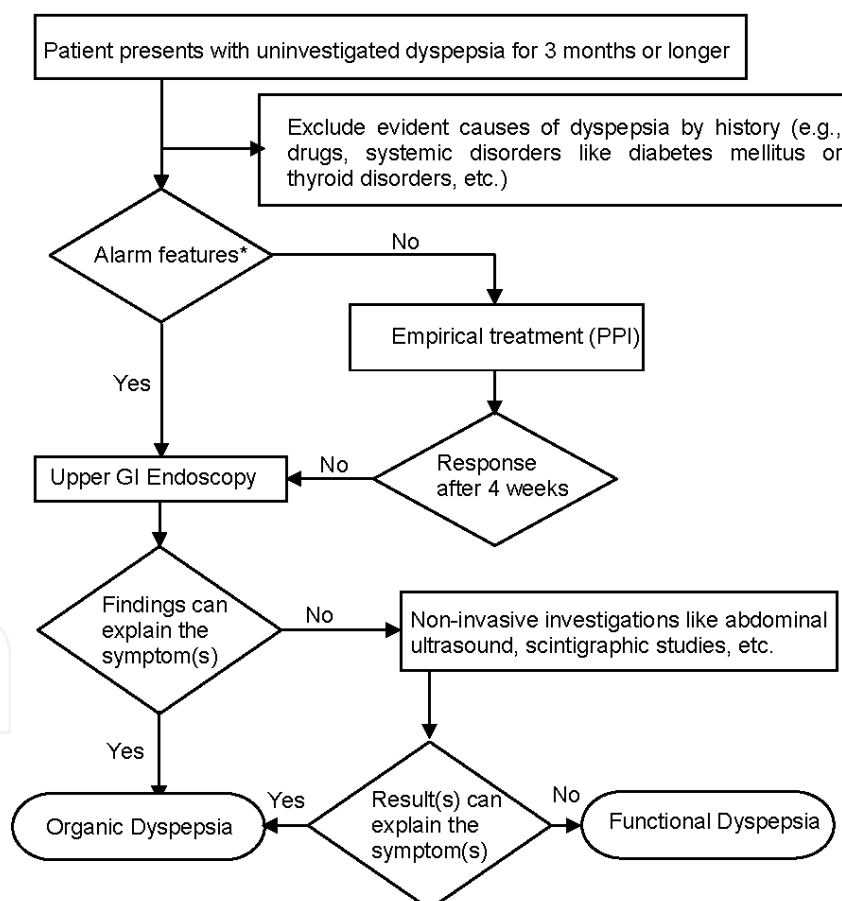 Patient presents with uninvestigated dyspepsia for 3 months or longer
Exclude evident causes of dyspepsia by history (e.g.,
drugs, systemic disorders like diabetes mellitus or
thyroid disorders, etc.)
Alarm features*
No
Empirical treatment (PPI)
Yes
Response
after 4 weeks
No
Upper GI Endoscopy
Findings can
explain the
symptom(s)
No
Non-invasive investigations like abdominal
ultrasound, scintigraphic studies, etc.
Yes
Organic Dyspepsia
Yes
Result(s) can
explain the
symptom(s)
No
Functional Dyspepsia